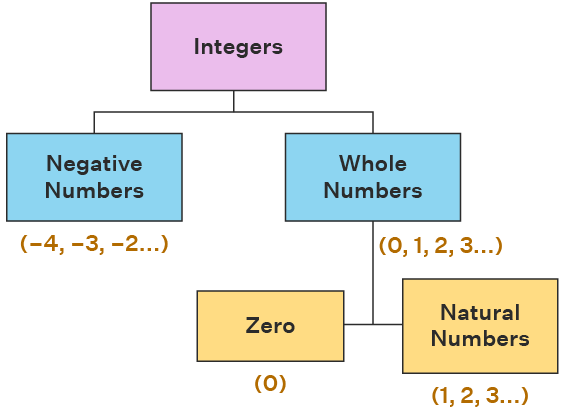 Integers
Negative
Numbers
Whole
Numbers
(−4, −3, −2...)
(0, 1, 2, 3...)
Zero
Natural
Numbers
(0)
(1, 2, 3...)